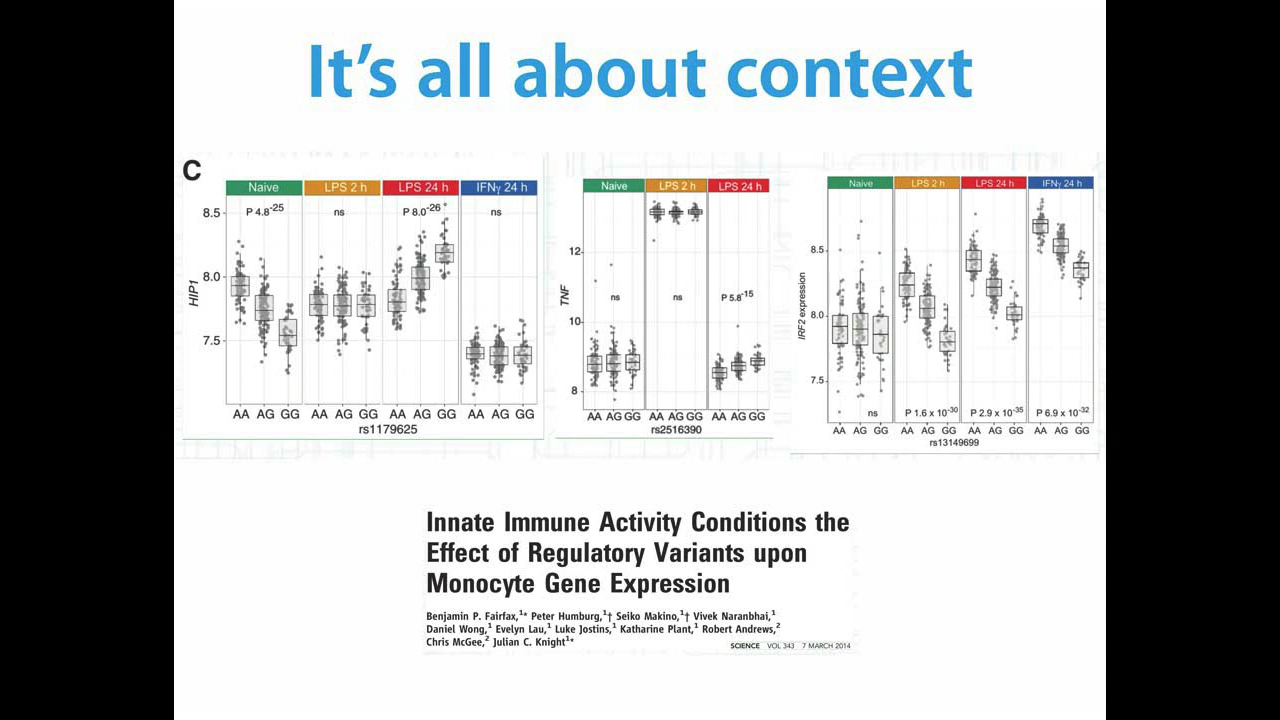 It's all about context
C
Naive LPS 2 h LPS 24 h IFNγ 24 h
P 4.8-25 ns P 8.0-26 ns
8.5
8.0
7.5
HIP1
AA AG GG AA AG GG AA AG GG AA AG GG
rs1179625
Naive LPS 2 h LPS 24 h
12
10
8
TNF
ns ns P 5.8-15
AA AG GG AA AG GG AA AG GG
rs2516390
Naive LPS 2 h LPS 24 h IFNγ 24 h
8.5
8.0
7.5
IRF2 expression
ns P 1.6 x 10-30 P 2.9 x 10-35 P 6.9 x 10-32
AA AG GG AA AG GG AA AG GG AA AG GG
rs13149699
Innate Immune Activity Conditions the
Effect of Regulatory Variants upon
Monocyte Gene Expression
Benjamin P. Fairfax,1* Peter Humburg,1† Seiko Makino,1† Vivek Naranbhai,1
Daniel Wong,1 Evelyn Lau,1 Luke Jostins,1 Katharine Plant,1 Robert Andrews,2
Chris McGee,2 Julian C. Knight1*
SCIENCE VOL 343 7 MARCH 2014